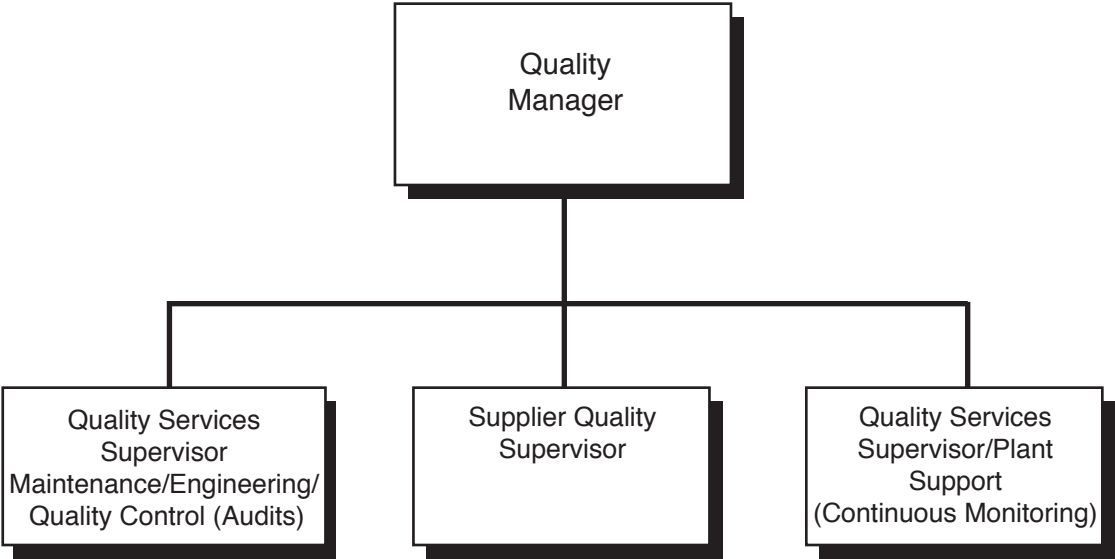 Quality
Manager
Quality Services
Supervisor
Maintenance/Engineering/
Quality Control (Audits)
Supplier Quality
Supervisor
Quality Services
Supervisor/Plant
Support
(Continuous Monitoring)